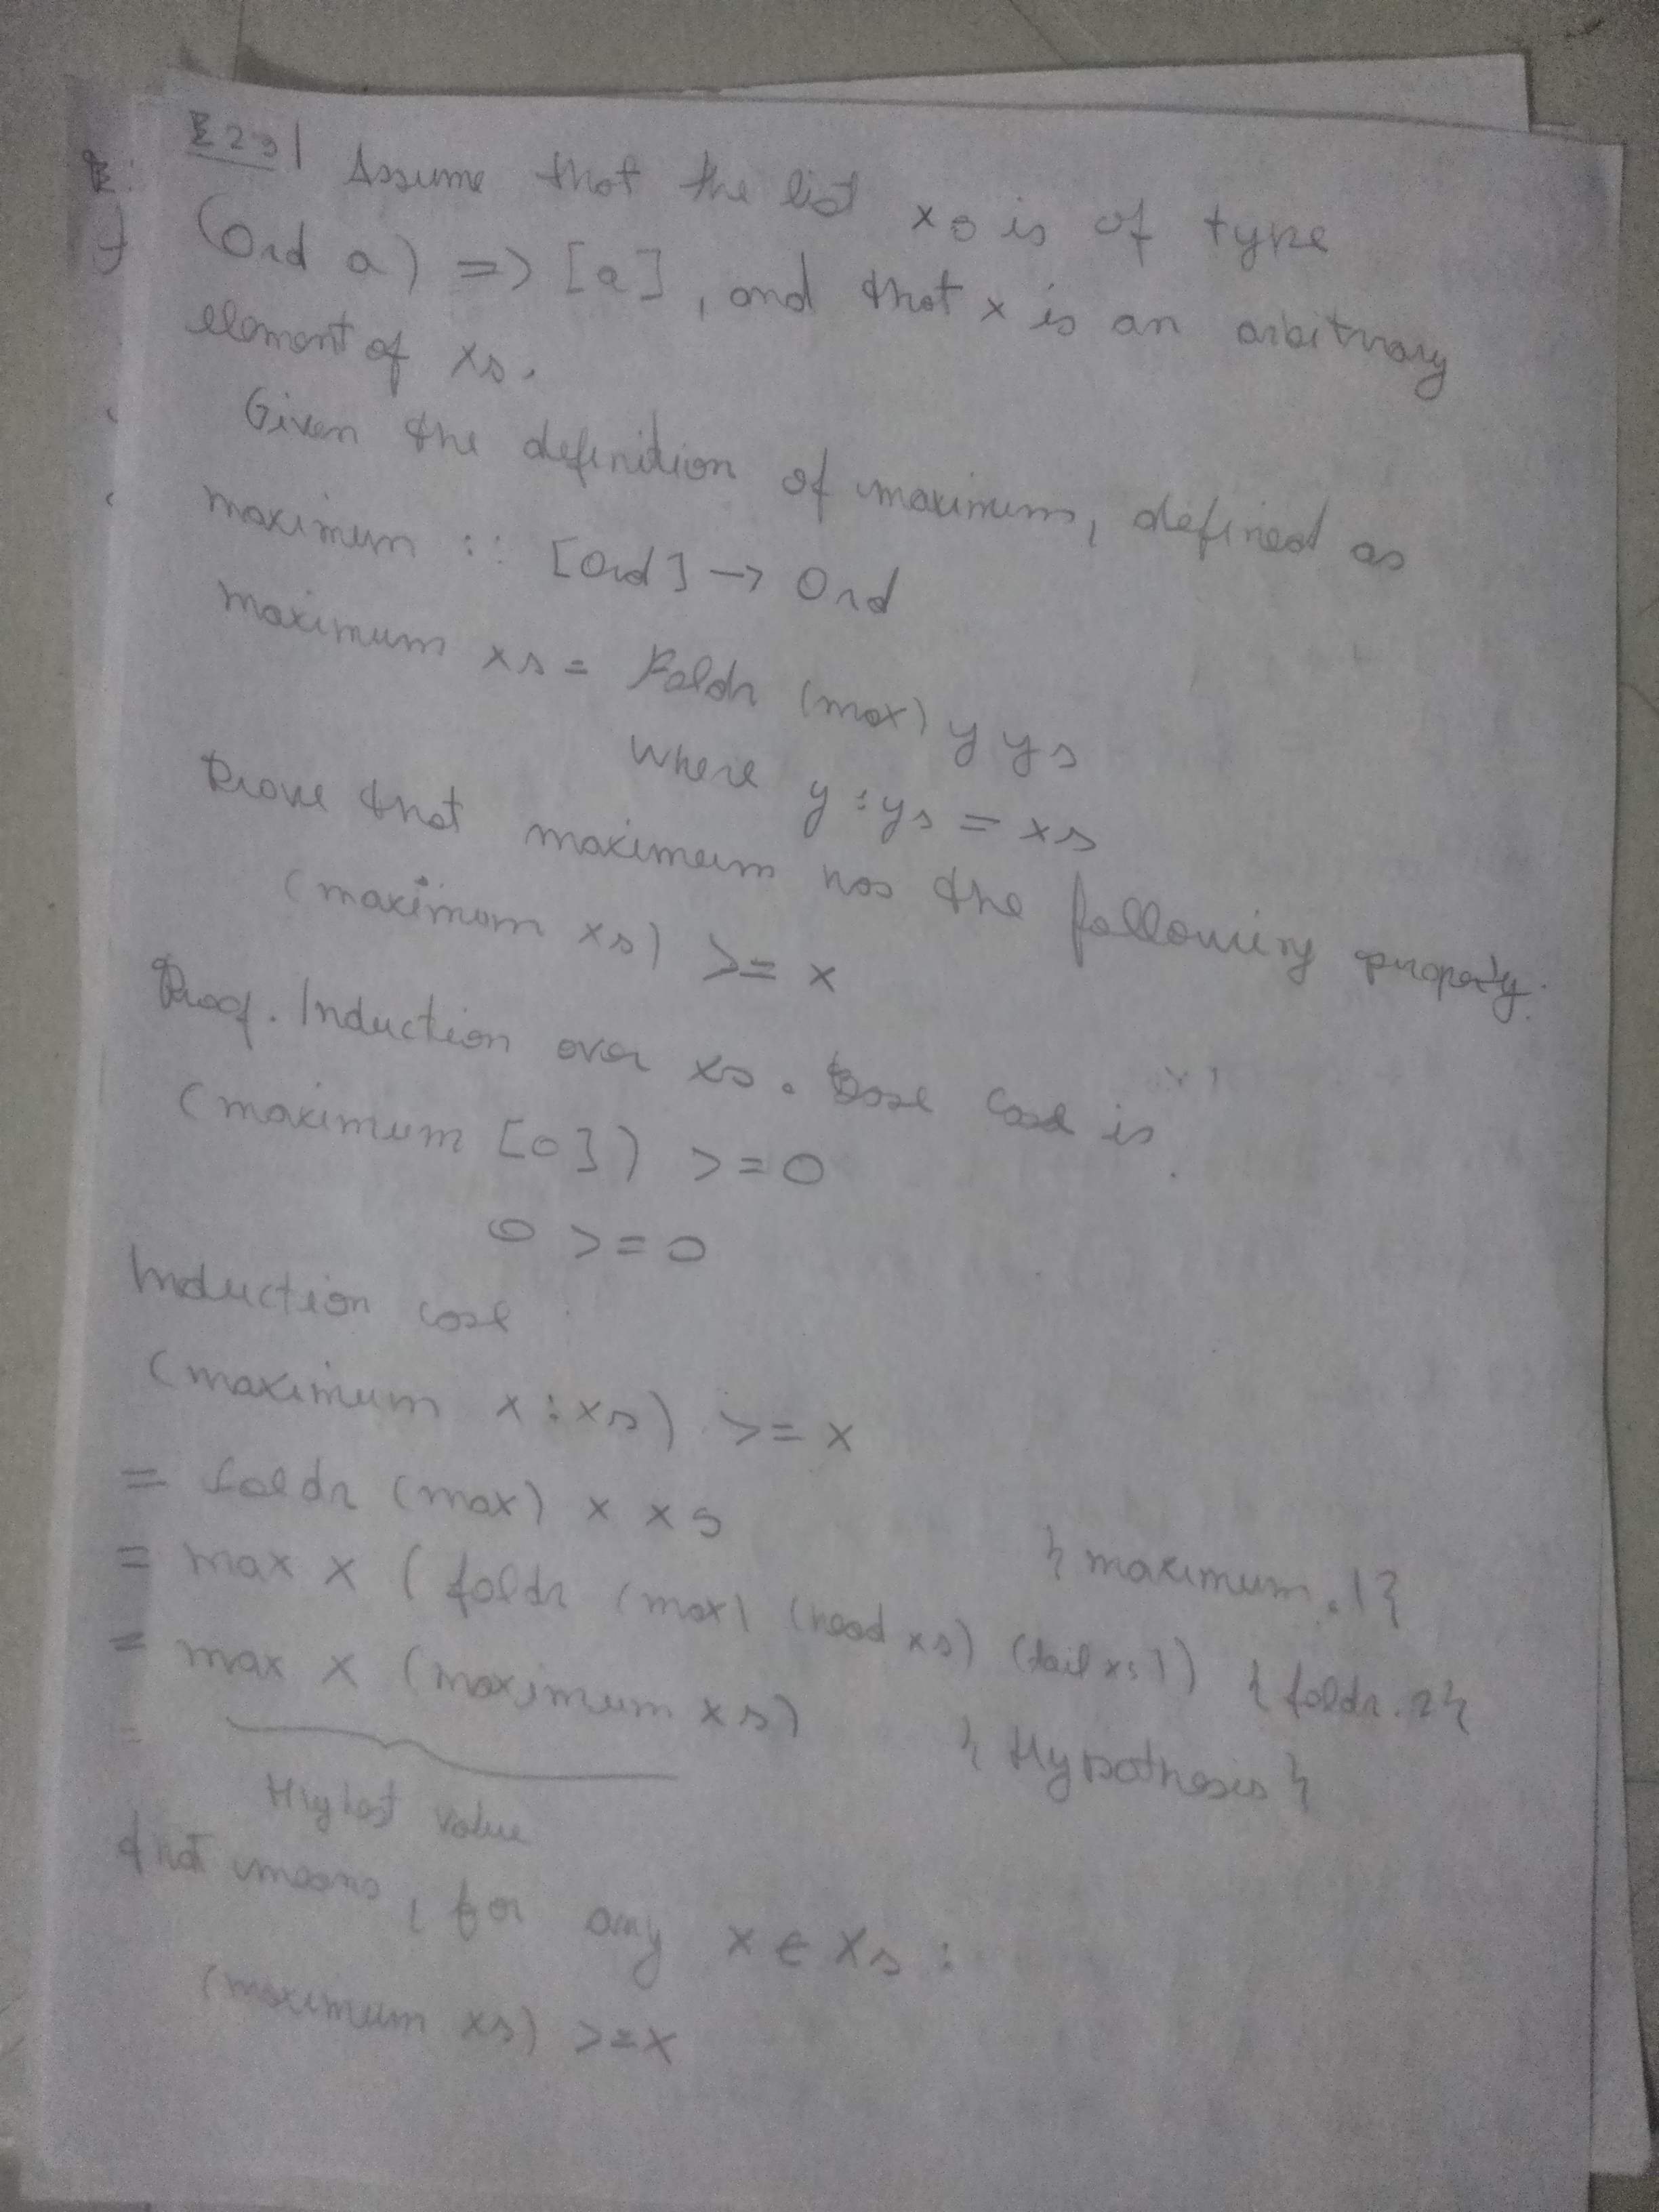 E23| Assume that the list xs is of type
(Ord a) => [a], and that x is an arbitrary
element of xs.
Given the definition of maximum, defined as
maximum :: [Ord] -> Ord
maximum xs = Foldr (max) y ys
where y:ys = xs
Prove that maximum has the following property.
(maximum xs) >= x
Proof. Induction over xs. Base case is
(maximum [0]) >= 0
0 >= 0
Induction case
(maximum x:xs) >= x
= foldr (max) x xs {maximum.1}
= max x (foldr (max) (head xs) (tail xs)) {foldr.2}
= max x (maximum xs) {Hypothesis}
Highest value
that means, for any x ∈ Xs :
(maximum xs) >= x